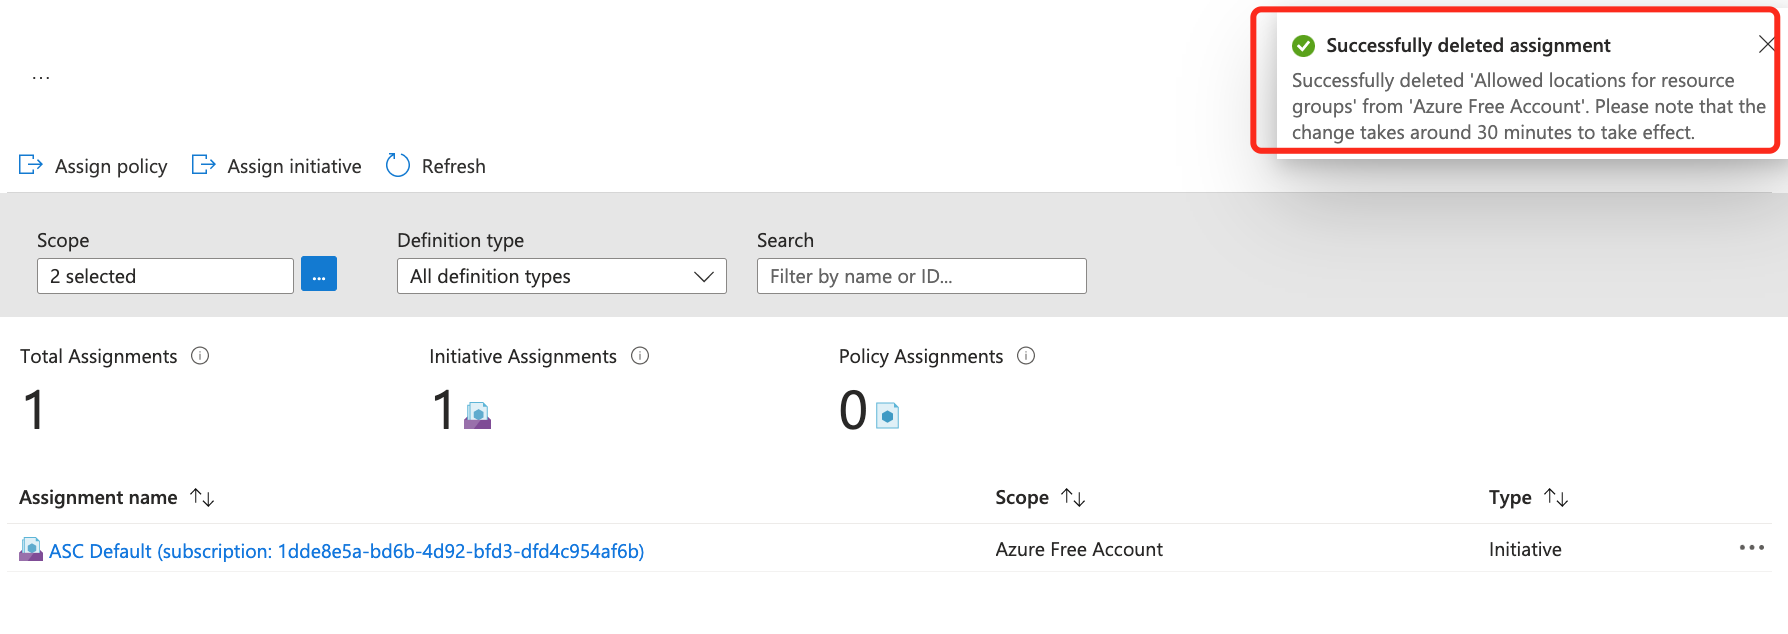 Successfully deleted assignment
Successfully deleted 'Allowed locations for resource
groups' from 'Azure Free Account'. Please note that the
change takes around 30 minutes to take effect.
...
Assign policy Assign initiative Refresh
Scope Definition type Search
2 selected ... All definition types Filter by name or ID...
Total Assignments Initiative Assignments Policy Assignments
1 1 0
Assignment name Scope Type
ASC Default (subscription: 1dde8e5a-bd6b-4d92-bfd3-dfd4c954af6b) Azure Free Account Initiative ...